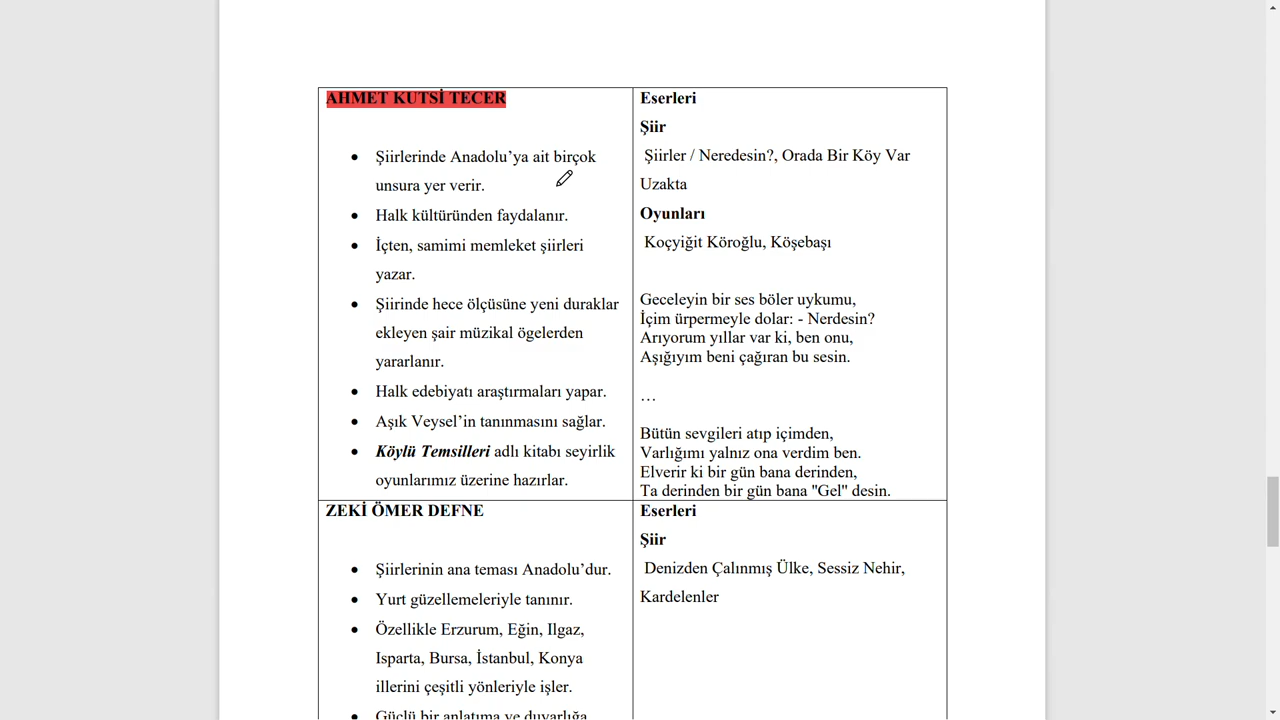 AHMET KUTSİ TECER
Şiirlerinde Anadolu’ya ait birçok
unsura yer verir.
Halk kültüründen faydalanır.
İçten, samimi memleket şiirleri
yazar.
Şiirinde hece ölçüsüne yeni duraklar
ekleyen şair müzikal ögelerden
yararlanır.
Halk edebiyatı araştırmaları yapar.
Aşık Veysel’in tanınmasını sağlar.
Köylü Temsilleri adlı kitabı seyirlik
oyunlarımız üzerine hazırlar.
Eserleri
Şiir
Şiirler / Neredesin?, Orada Bir Köy Var
Uzakta
Oyunları
Koçyiğit Köroğlu, Köşebaşı
Geceleyin bir ses böler uykumu,
İçim ürpermeyle dolar: - Nerdesin?
Arıyorum yıllar var ki, ben onu,
Aşığıyım beni çağıran bu sesin.
…
Bütün sevgileri atıp içimden,
Varlığımı yalnız ona verdim ben.
Elverir ki bir gün bana derinden,
Ta derinden bir gün bana "Gel" desin.
ZEKİ ÖMER DEFNE
Şiirlerinin ana teması Anadolu’dur.
Yurt güzellemeleriyle tanınır.
Özellikle Erzurum, Eğin, Ilgaz,
Isparta, Bursa, İstanbul, Konya
illerini çeşitli yönleriyle işler.
Güçlü bir anlatıma ve duyarlığa
Eserleri
Şiir
Denizden Çalınmış Ülke, Sessiz Nehir,
Kardelenler